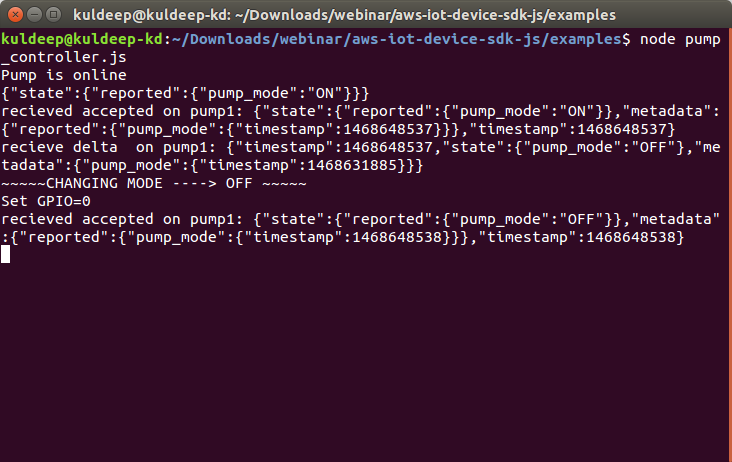 kuldeep@kuldeep-kd: ~/Downloads/webinar/aws-iot-device-sdk-js/examples
kuldeep@kuldeep-kd:~/Downloads/webinar/aws-iot-device-sdk-js/examples$ node pump
_controller.js
Pump is online
{"state":{"reported":{"pump_mode":"ON"}}}
recieved accepted on pump1: {"state":{"reported":{"pump_mode":"ON"}},"metadata":
{"reported":{"pump_mode":{"timestamp":1468648537}}},"timestamp":1468648537}
recieve delta  on pump1: {"timestamp":1468648537,"state":{"pump_mode":"OFF"},"me
tadata":{"pump_mode":{"timestamp":1468631885}}}
~~~~~CHANGING MODE ----> OFF ~~~~~
Set GPIO=0
recieved accepted on pump1: {"state":{"reported":{"pump_mode":"OFF"}},"metadata"
:{"reported":{"pump_mode":{"timestamp":1468648538}}},"timestamp":1468648538}